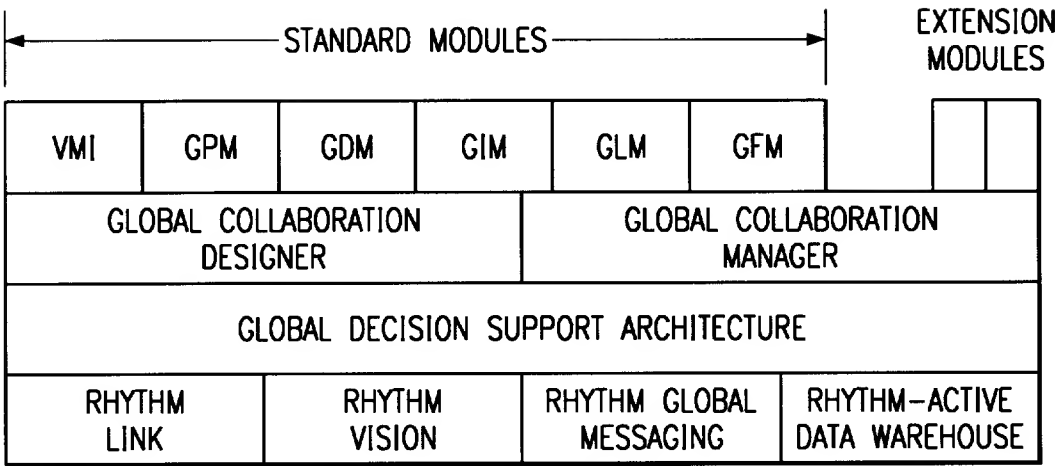 STANDARD MODULES
EXTENSION
MODULES
VMI GPM GDM GIM GLM GFM
GLOBAL COLLABORATION
DESIGNER
GLOBAL COLLABORATION
MANAGER
GLOBAL DECISION SUPPORT ARCHITECTURE
RHYTHM
LINK
RHYTHM
VISION
RHYTHM GLOBAL
MESSAGING
RHYTHM-ACTIVE
DATA WAREHOUSE